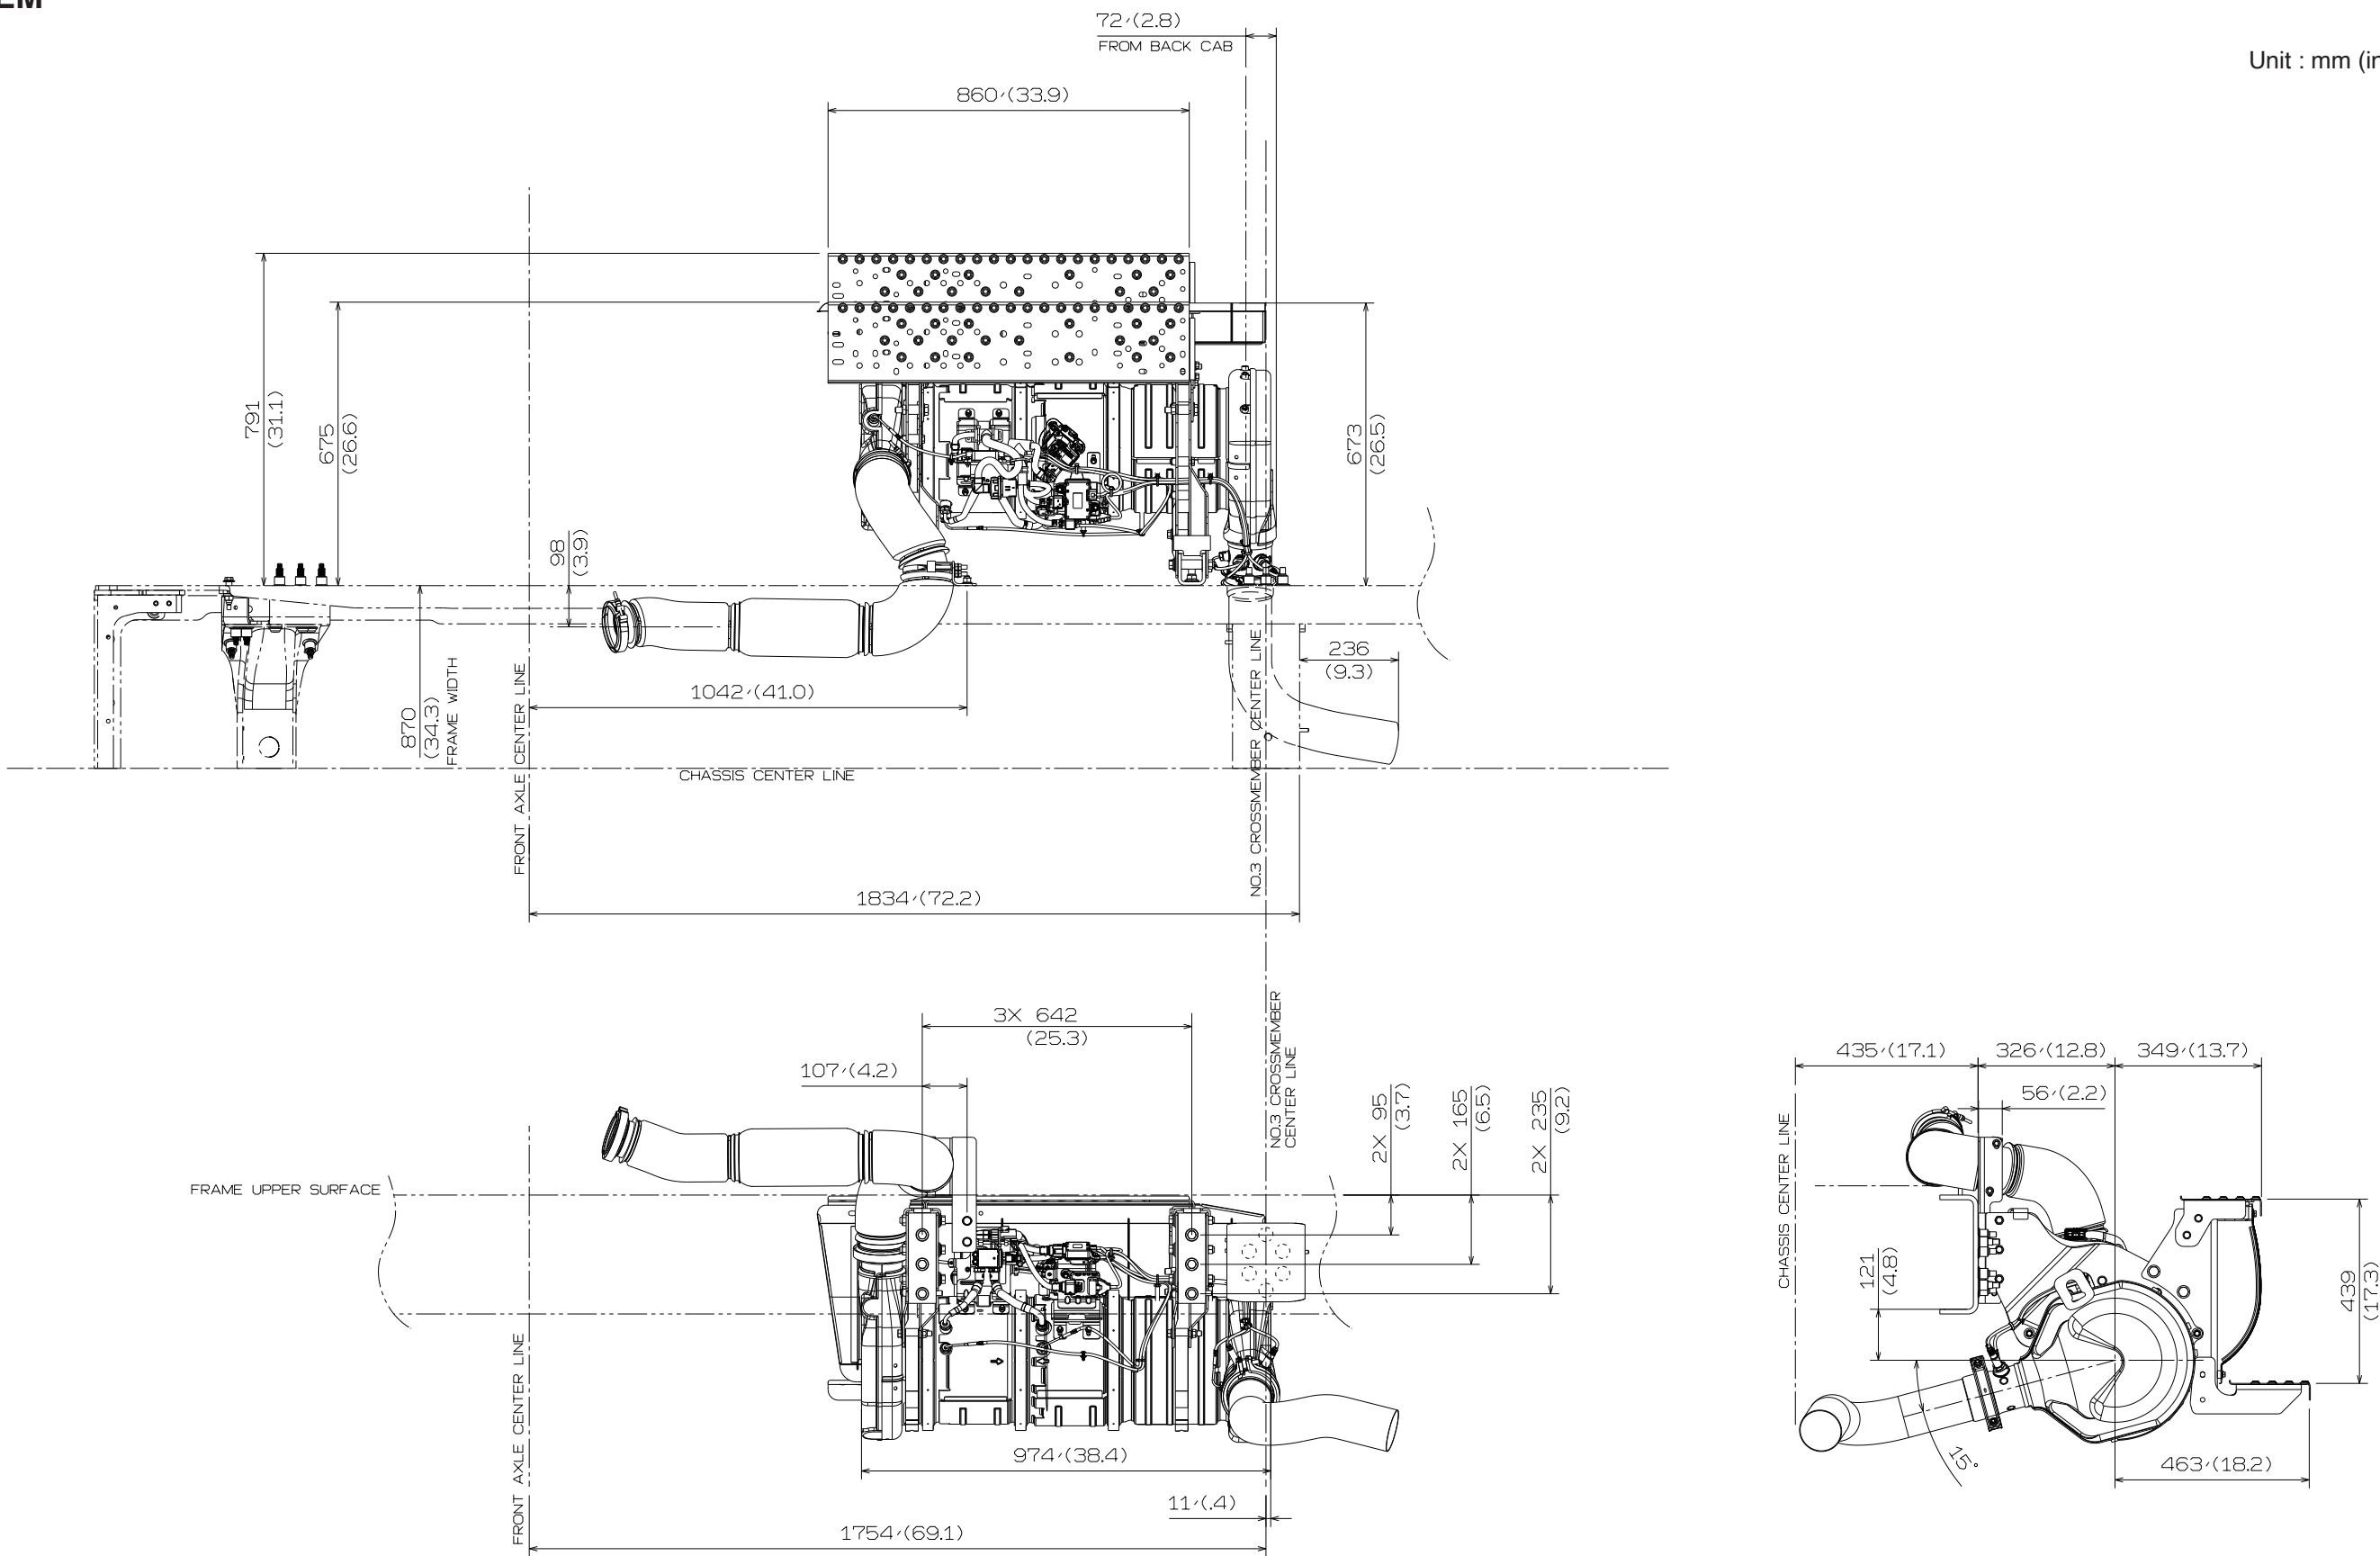 EM
72/(2.8)
FROM BACK CAB
Unit : mm (in
860/(33.9)
791
(31.1)
675
(26.6)
673
(26.5)
98
(3.9)
236
(9.3)
1042/(41.0)
870
(34.3)
FRAME WIDTH
FRONT AXLE CENTER LINE
CHASSIS CENTER LINE
NO.3 CROSSMEMBER CENTER LINE
1834/(72.2)
3X 642
(25.3)
NO.3 CROSSMEMBER
CENTER LINE
107/(4.2)
2X 95
(3.7)
2X 165
(6.5)
2X 235
(9.2)
FRAME UPPER SURFACE
FRONT AXLE CENTER LINE
974/(38.4)
11/(.4)
1754/(69.1)
435/(17.1)
326/(12.8)
349/(13.7)
56/(2.2)
CHASSIS CENTER LINE
121
(4.8)
439
(17.3)
15°
463/(18.2)